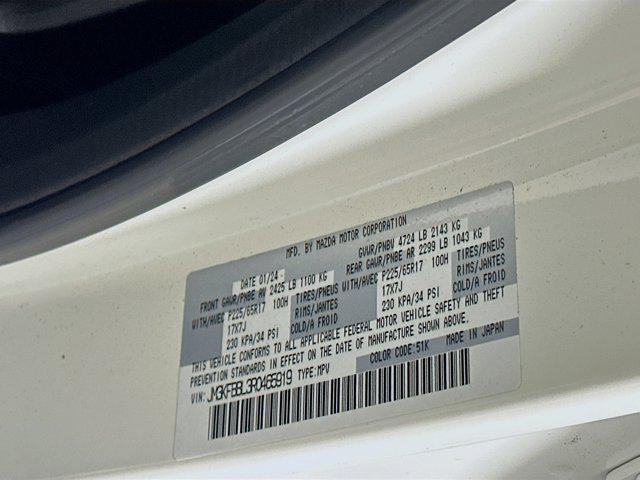 MFD. BY MAZDA MOTOR CORPORATION
DATE 01/24 GVWR/PNBV 4724 LB 2143 KG
FRONT GAWR/PNBE AV 2425 LB 1100 KG REAR GAWR/PNBE AR 2299 LB 1043 KG
WITH/AVEC P225/65R17 100H TIRES/PNEUS WITH/AVEC P225/65R17 100H TIRES/PNEUS
17X7J RIMS/JANTES 17X7J RIMS/JANTES
230 KPA/34 PSI COLD/A FROID 230 KPA/34 PSI COLD/A FROID
THIS VEHICLE CONFORMS TO ALL APPLICABLE FEDERAL MOTOR VEHICLE SAFETY AND THEFT
PREVENTION STANDARDS IN EFFECT ON THE DATE OF MANUFACTURE SHOWN ABOVE.
VIN: JM3KFBBL3R0465919 TYPE:MPV COLOR CODE:51K MADE IN JAPAN